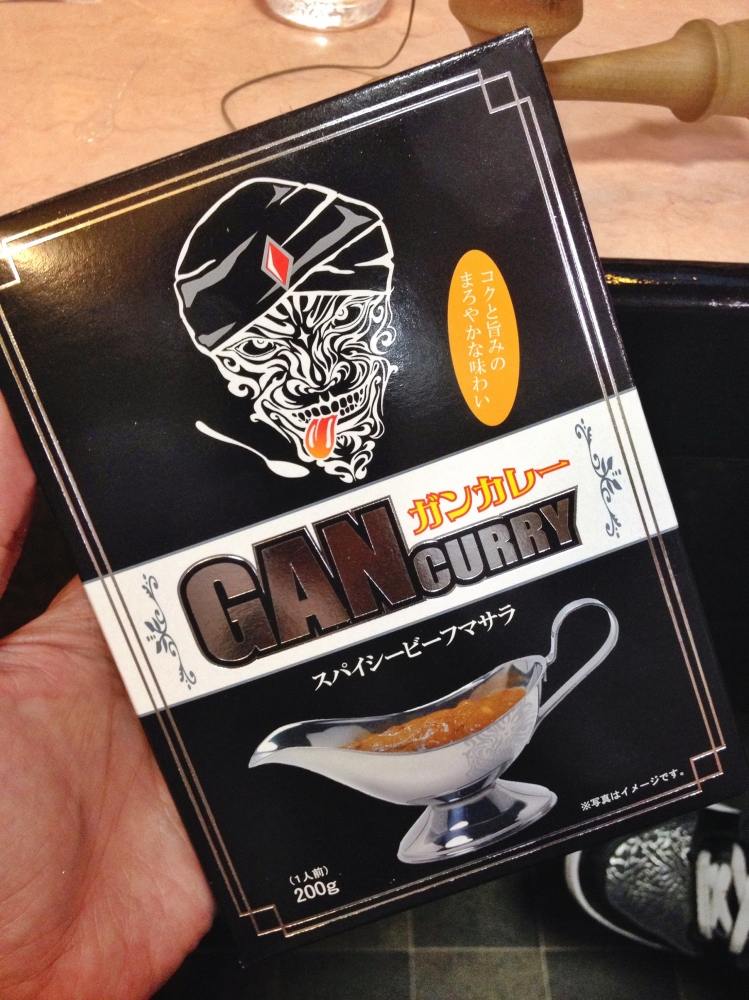 コクと旨みの
まろやかな味わい
ガンカレー
GAN CURRY
スパイシービーフマサラ
※写真はイメージです。
(1人前)
200g